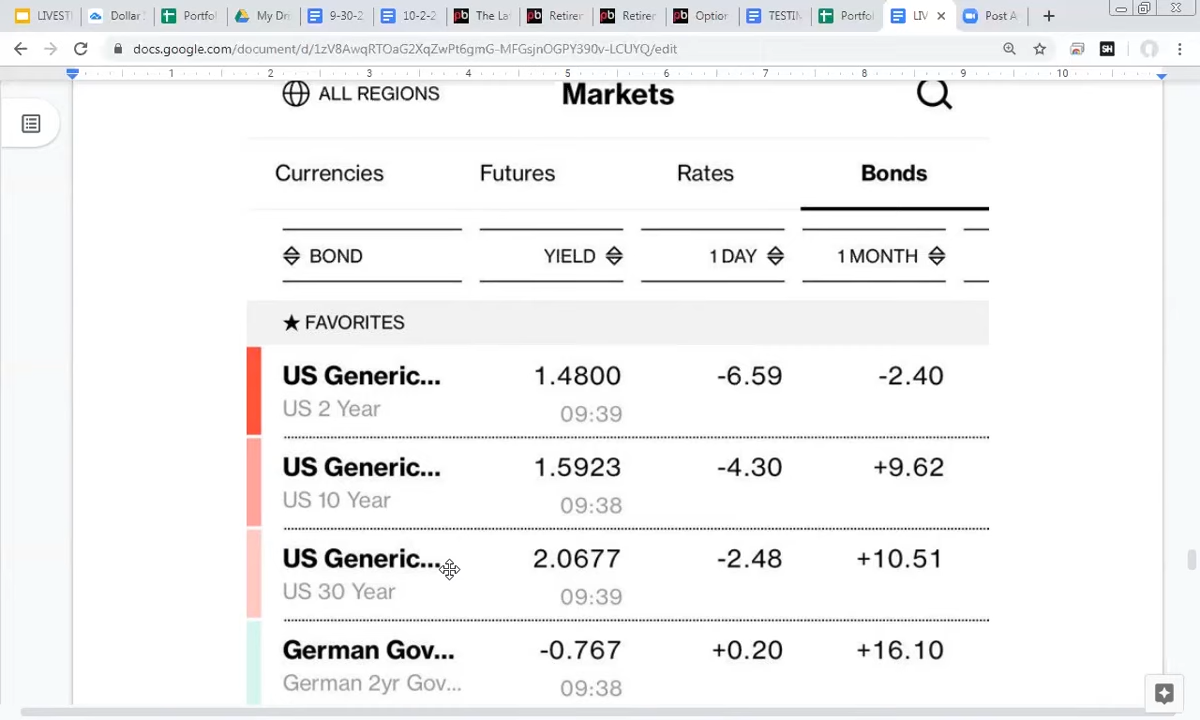 LIVEST
Dollar
Portfo
My Dri
9-30-2
10-2-2
The Lat
Retirer
Retirer
Option
TESTIN
Portfo
LIV
Post A
docs.google.com/document/d/1zV8AwqRTOaG2XqZwPt6gmG-MFGsjnOGPY390v-LCUYQ/edit
SH
1 2 3 4 5 6 7 8 9 10
ALL REGIONS Markets
Currencies Futures Rates Bonds
BOND YIELD 1 DAY 1 MONTH
★ FAVORITES
US Generic... 1.4800 -6.59 -2.40
US 2 Year 09:39
US Generic... 1.5923 -4.30 +9.62
US 10 Year 09:38
US Generic... 2.0677 -2.48 +10.51
US 30 Year 09:39
German Gov... -0.767 +0.20 +16.10
German 2yr Gov... 09:38